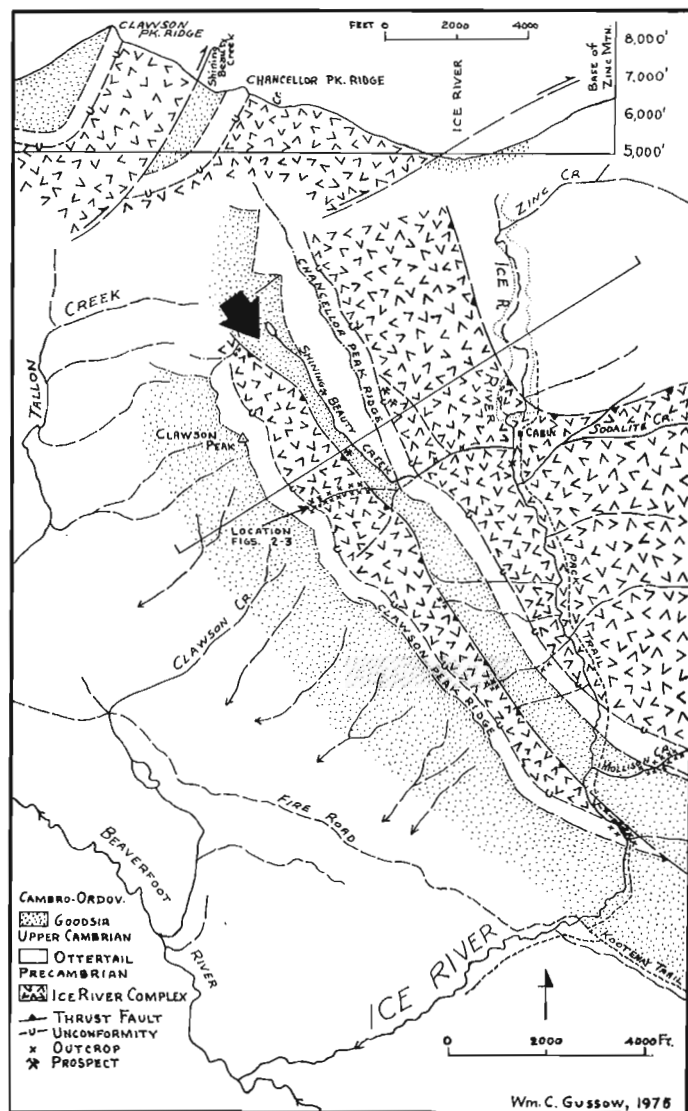 FEET 0 2000 4000
CLAWSON
PK. RIDGE
SHINING
BEAUTY
CREEK
CHANCELLOR PK. RIDGE
CR.
ICE RIVER
BASE OF
ZINC MTN.
8,000'
7,000'
6,000'
5,000'
ZINC CR.
ICE R.
RIVER
CREEK
TALLON
CHANCELLOR PEAK RIDGE
SHINING BEAUTY CREEK
CLAWSON
PEAK
CABIN
SODALITE CR.
LOCATION
FIGS. 2-3
PACK
TRAIL
CLAWSON CR.
CLAWSON PEAK RIDGE
MOLLISON CR.
FIRE ROAD
BEAVERFOOT
RIVER
ICE RIVER
KOOTENAY TRAIL
CAMBRO-ORDOV.
GOODSIR
UPPER CAMBRIAN
OTTERTAIL
PRECAMBRIAN
ICE RIVER COMPLEX
THRUST FAULT
UNCONFORMITY
OUTCROP
PROSPECT
0 2000 4000 FT.
Wm. C. Gussow, 1976